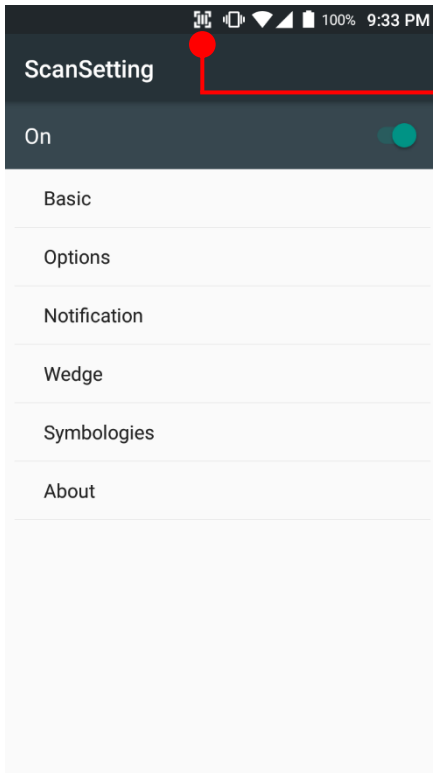 100% 9:33 PM
ScanSetting
On
Basic
Options
Notification
Wedge
Symbologies
About